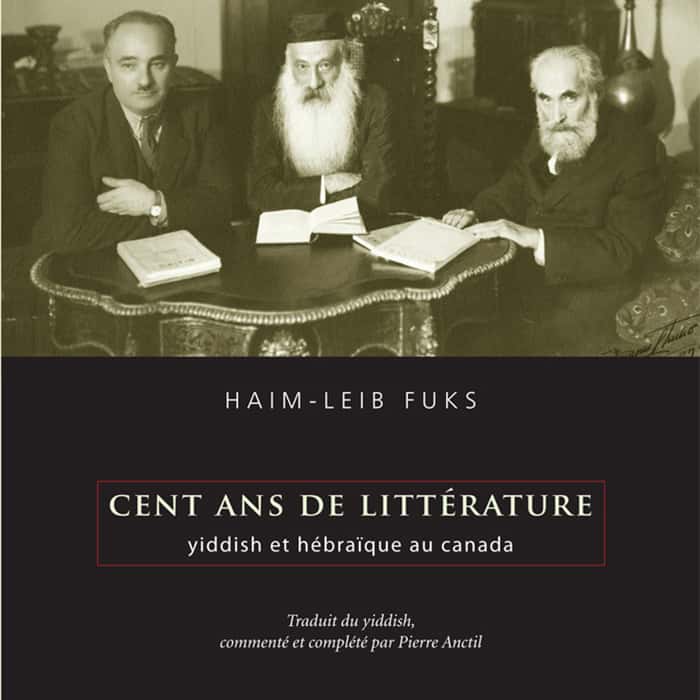 HAIM-LEIB FUKS
CENT ANS DE LITTÉRATURE
yiddish et hébraïque au canada
Traduit du yiddish,
commenté et complété par Pierre Anctil